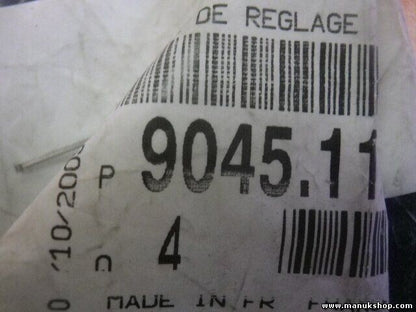 DE REGLAGE
P 9045.11
4
MADE IN FR
www.manukshop.com